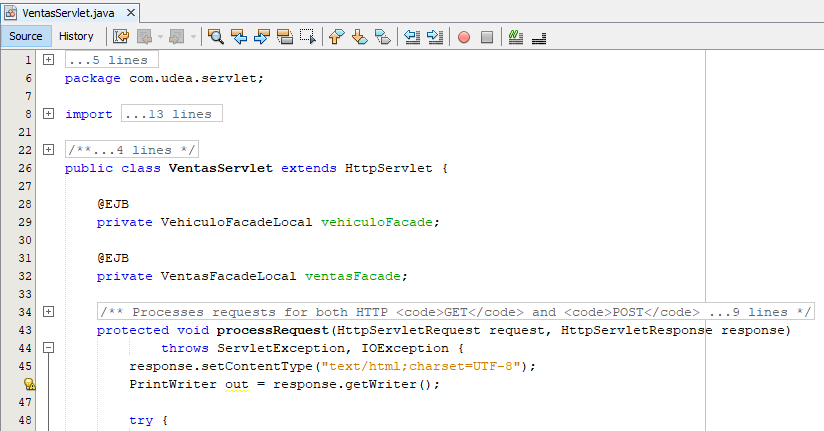 VentasServlet.java
Source History
1 ...5 lines
6 package com.udea.servlet;
7
8 import ...13 lines
21
22 /**...4 lines */
26 public class VentasServlet extends HttpServlet {
27
28 @EJB
29 private VehiculoFacadeLocal vehiculoFacade;
30
31 @EJB
32 private VentasFacadeLocal ventasFacade;
33
34 /** Processes requests for both HTTP <code>GET</code> and <code>POST</code> ...9 lines */
43 protected void processRequest(HttpServletRequest request, HttpServletResponse response)
44 throws ServletException, IOException {
45 response.setContentType("text/html;charset=UTF-8");
PrintWriter out = response.getWriter();
47
48 try {